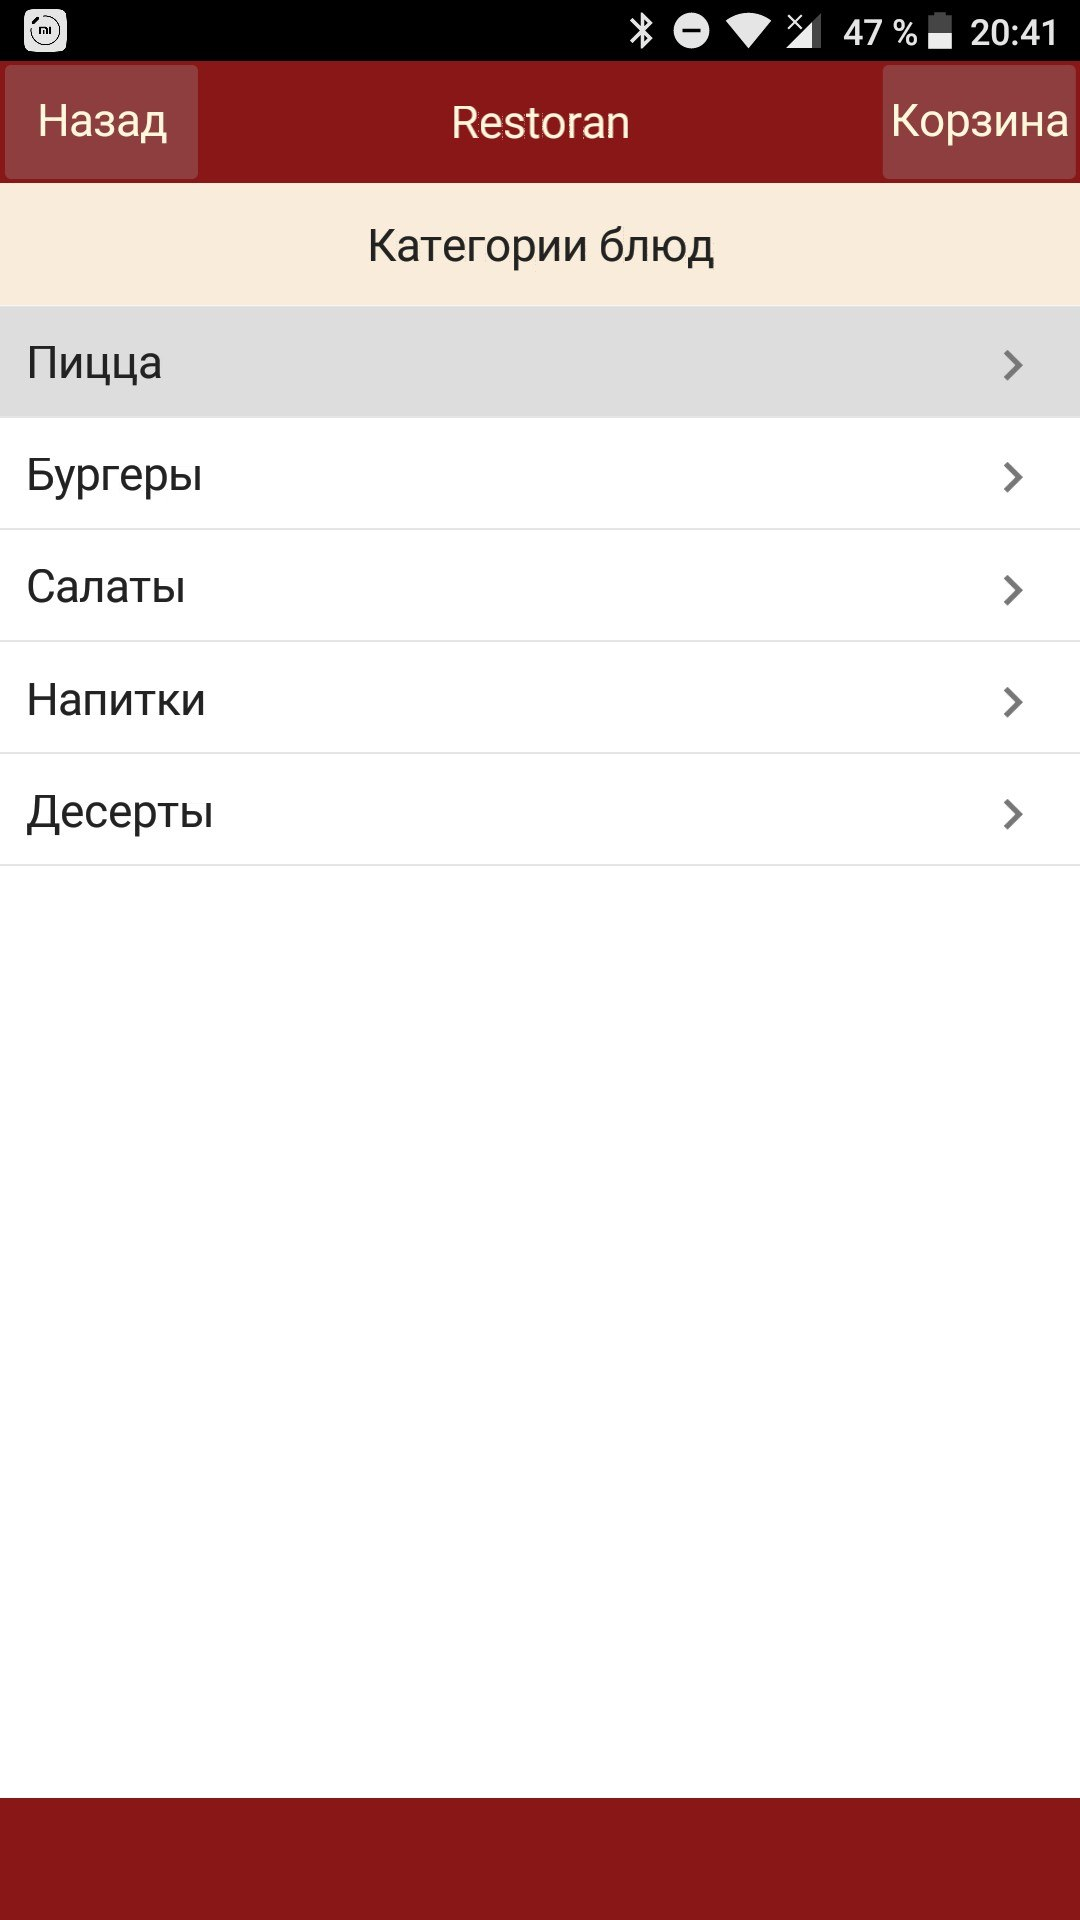 47 % 20:41
Назад Restoran Корзина
Категории блюд
Пицца
Бургеры
Салаты
Напитки
Десерты